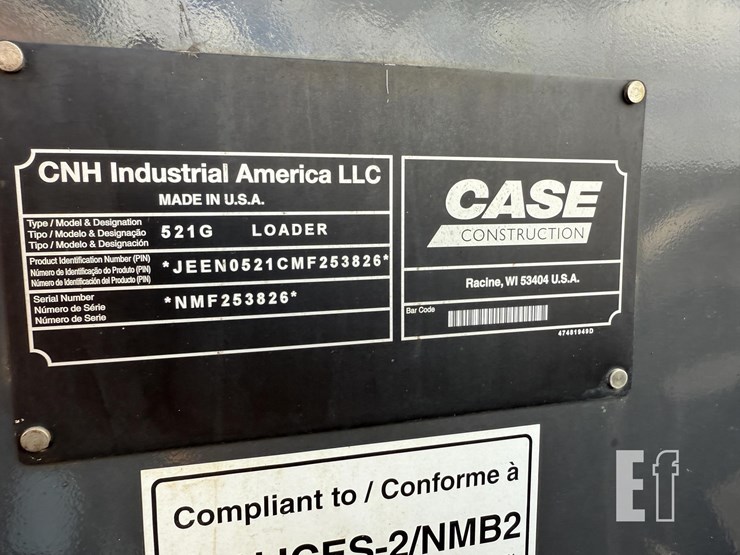 CNH Industrial America LLC
MADE IN U.S.A.
Type / Model & Designation
Tipo / Modelo & Designação
Tipo / Modelo & Designación
521G LOADER
Product Identification Number (PIN)
Número de Identificação do Produto (PIN)
Número de Identificación del Producto (PIN)
*JEEN0521CMF253826*
Serial Number
Número de Série
Número de Serie
*NMF253826*
CASE
CONSTRUCTION
Racine, WI 53404 U.S.A.
Bar Code
47481949D
Compliant to / Conforme à
-2/NMB2
Ef